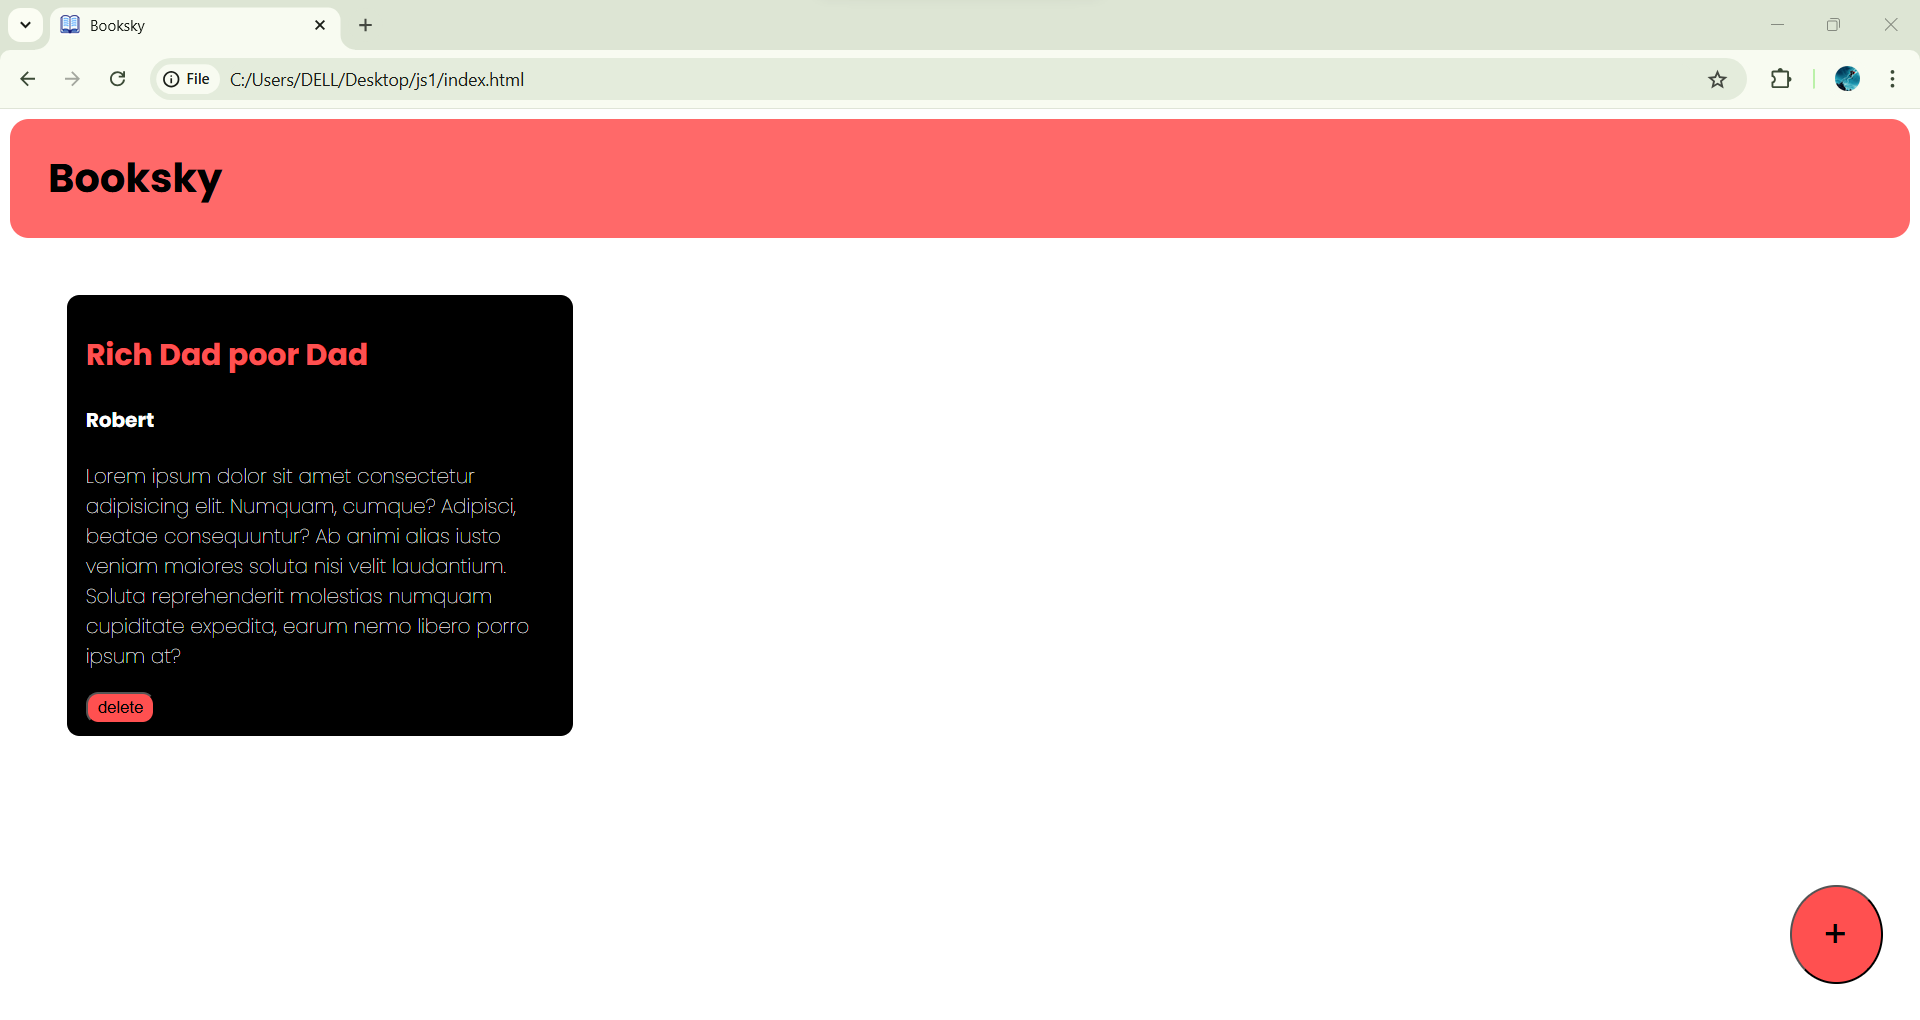 Booksky
File C:/Users/DELL/Desktop/js1/index.html
Booksky
Rich Dad poor Dad
Robert
Lorem ipsum dolor sit amet consectetur
adipisicing elit. Numquam, cumque? Adipisci,
beatae consequuntur? Ab animi alias iusto
veniam maiores soluta nisi velit laudantium.
Soluta reprehenderit molestias numquam
cupiditate expedita, earum nemo libero porro
ipsum at?
delete
+